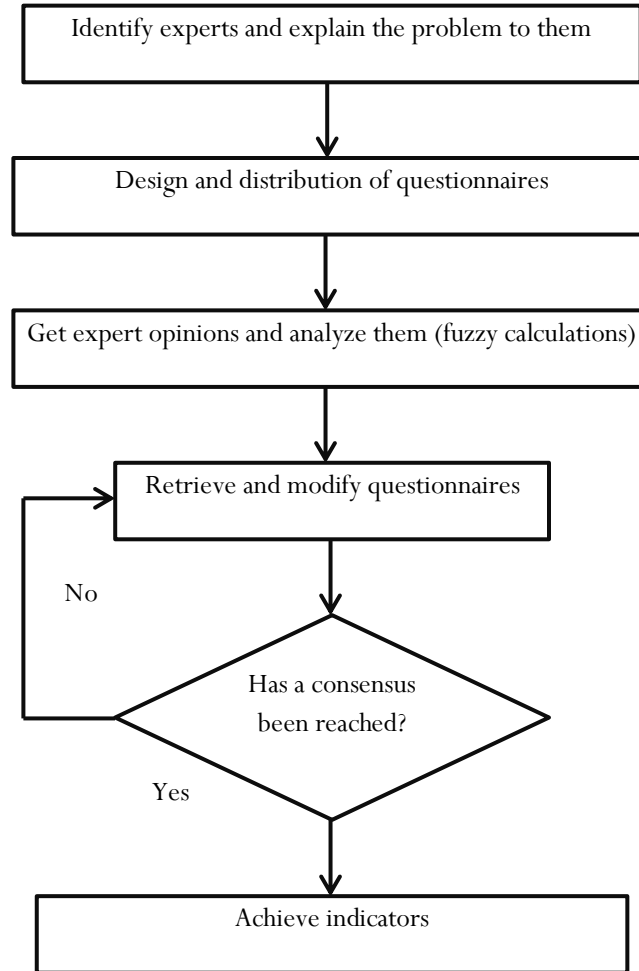 Identify experts and explain the problem to them
Design and distribution of questionnaires
Get expert opinions and analyze them (fuzzy calculations)
Retrieve and modify questionnaires
No
Has a consensus
been reached?
Yes
Achieve indicators